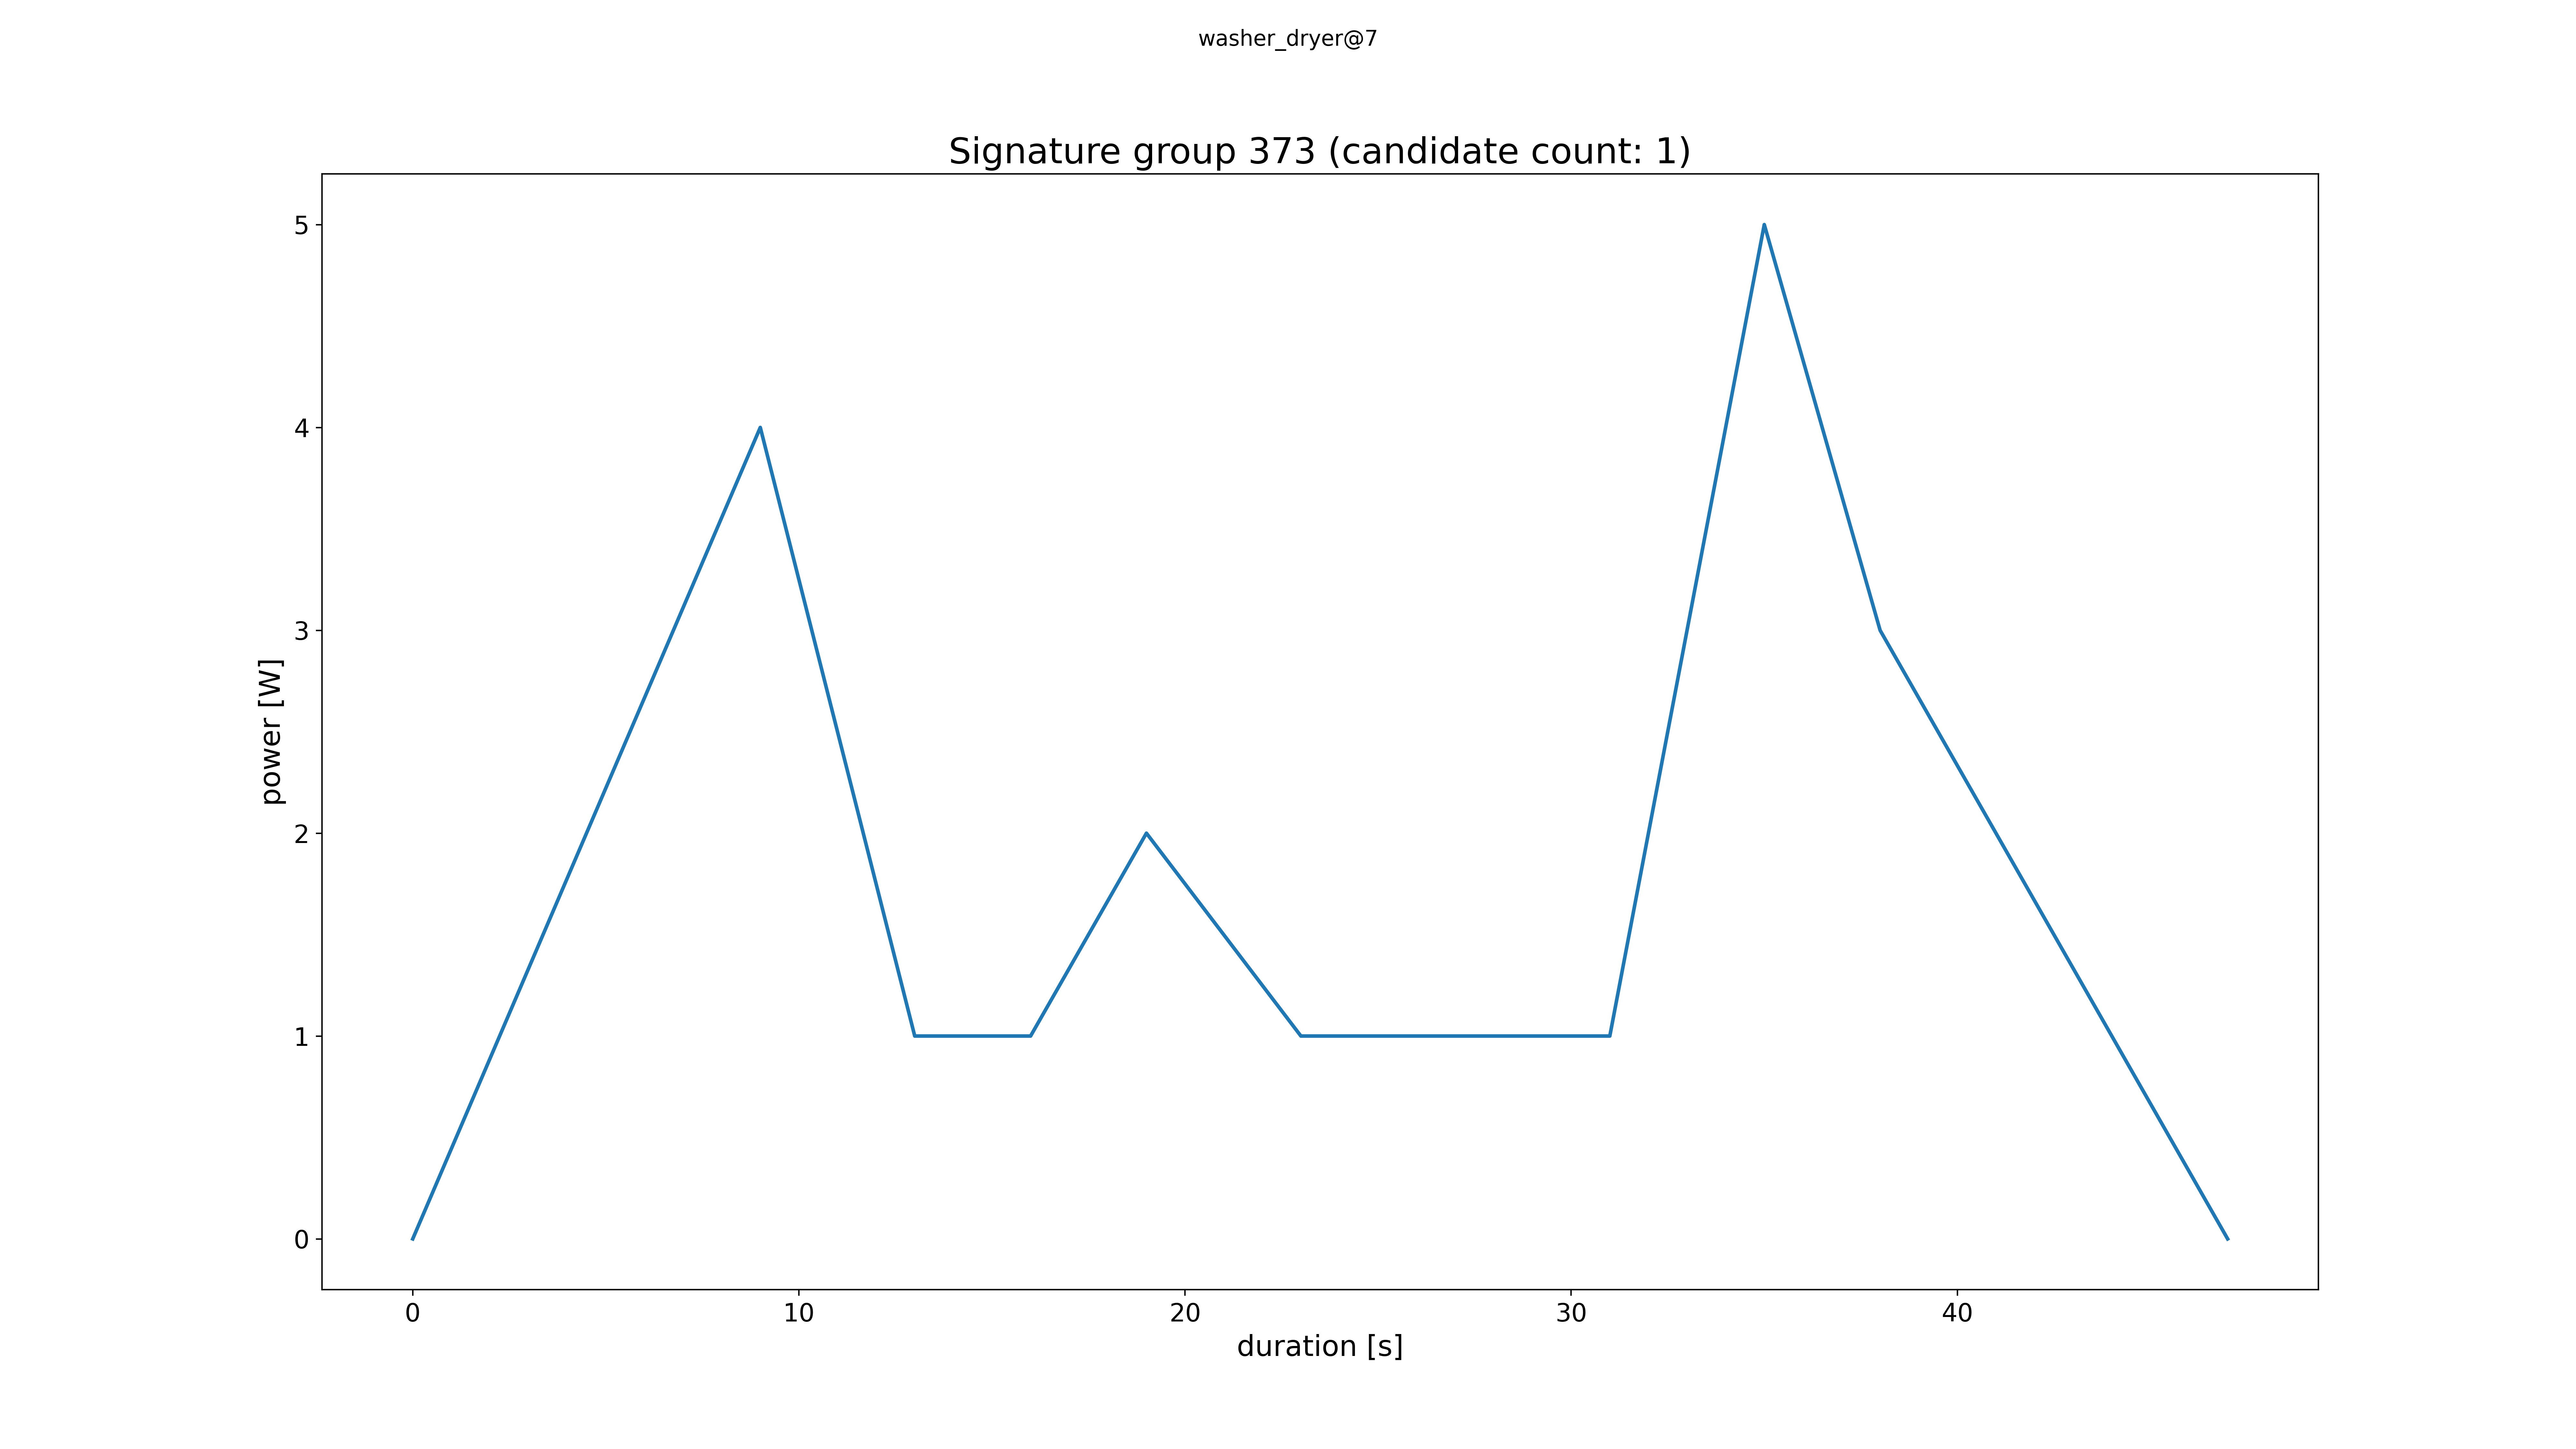 washer_dryer@7
Signature group 373 (candidate count: 1)
power [W]
5
4
3
2
1
0
0 10 20 30 40
duration [s]